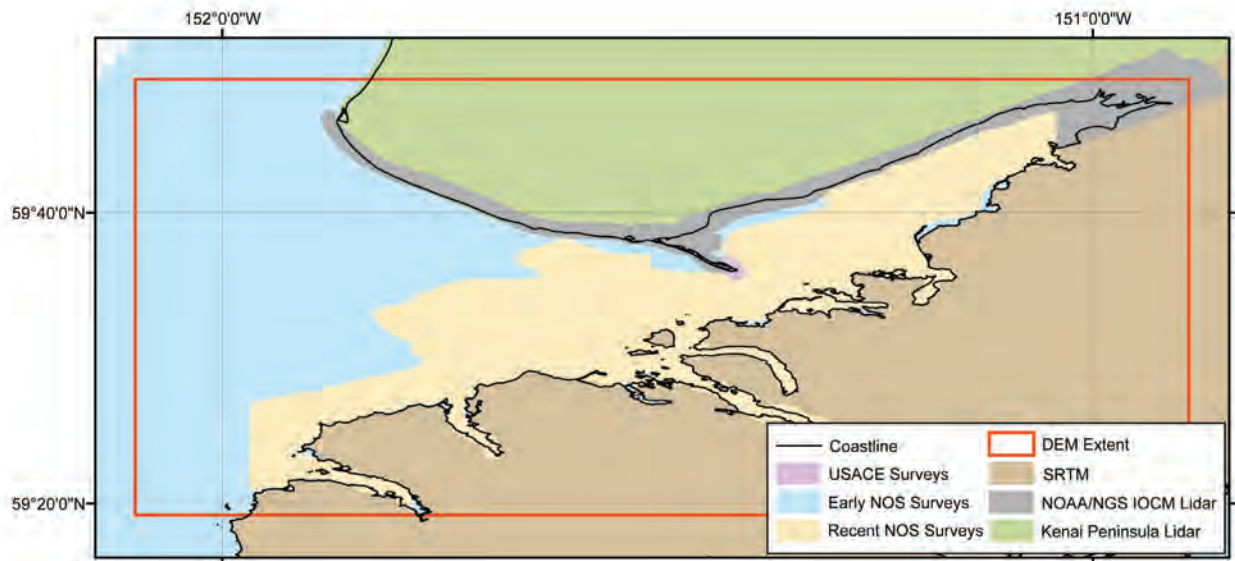 152°0'0"W
151°0'0"W
59°40'0"N
59°20'0"N
Coastline
DEM Extent
USACE Surveys
SRTM
Early NOS Surveys
NOAA/NGS IOCM Lidar
Recent NOS Surveys
Kenai Peninsula Lidar